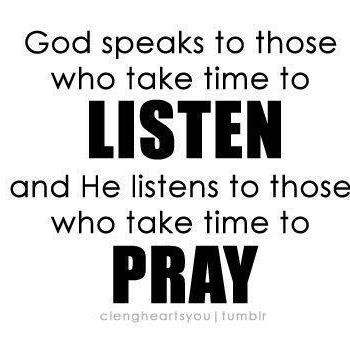 God speaks to those
who take time to
LISTEN
and He listens to those
who take time to
PRAY
clengheartsyou|tumblr